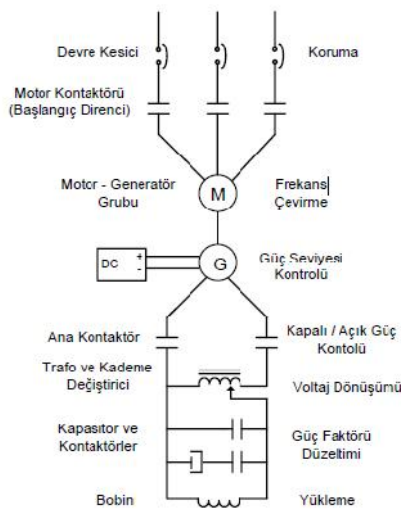 Devre Kesici
Koruma
Motor Kontaktörü
(Başlangıç Direnci)
Motor - Generatör
Grubu
M
Frekans
Çevirme
DC
+
-
G
Güç Seviyesi
Kontrolü
Ana Kontaktör
Kapalı / Açık Güç
Kontolü
Trafo ve Kademe
Değiştirici
Voltaj Dönüşümü
Kapasitor ve
Kontaktörler
Güç Faktörü
Düzeltimi
Bobin
Yükleme